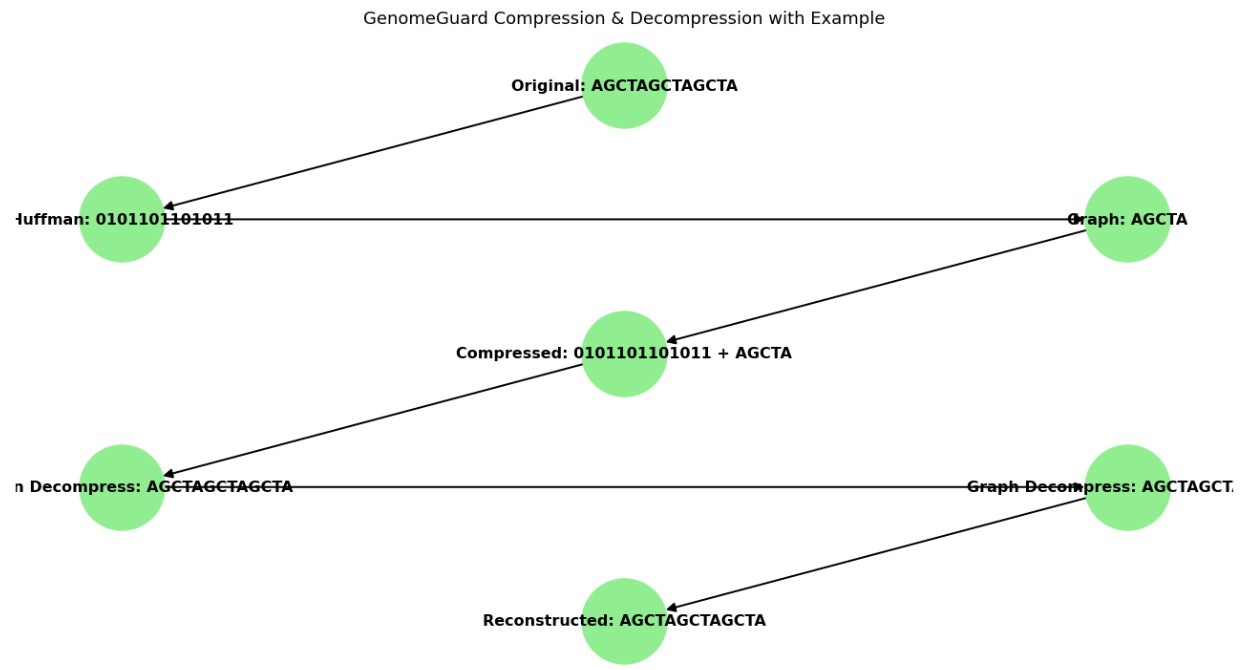 GenomeGuard Compression & Decompression with Example
Original: AGCTAGCTAGCTA
Huffman: 0101101101011
Graph: AGCTA
Compressed: 0101101101011 + AGCTA
n Decompress: AGCTAGCTAGCTA
Graph Decompress: AGCTAGCT
Reconstructed: AGCTAGCTAGCTA